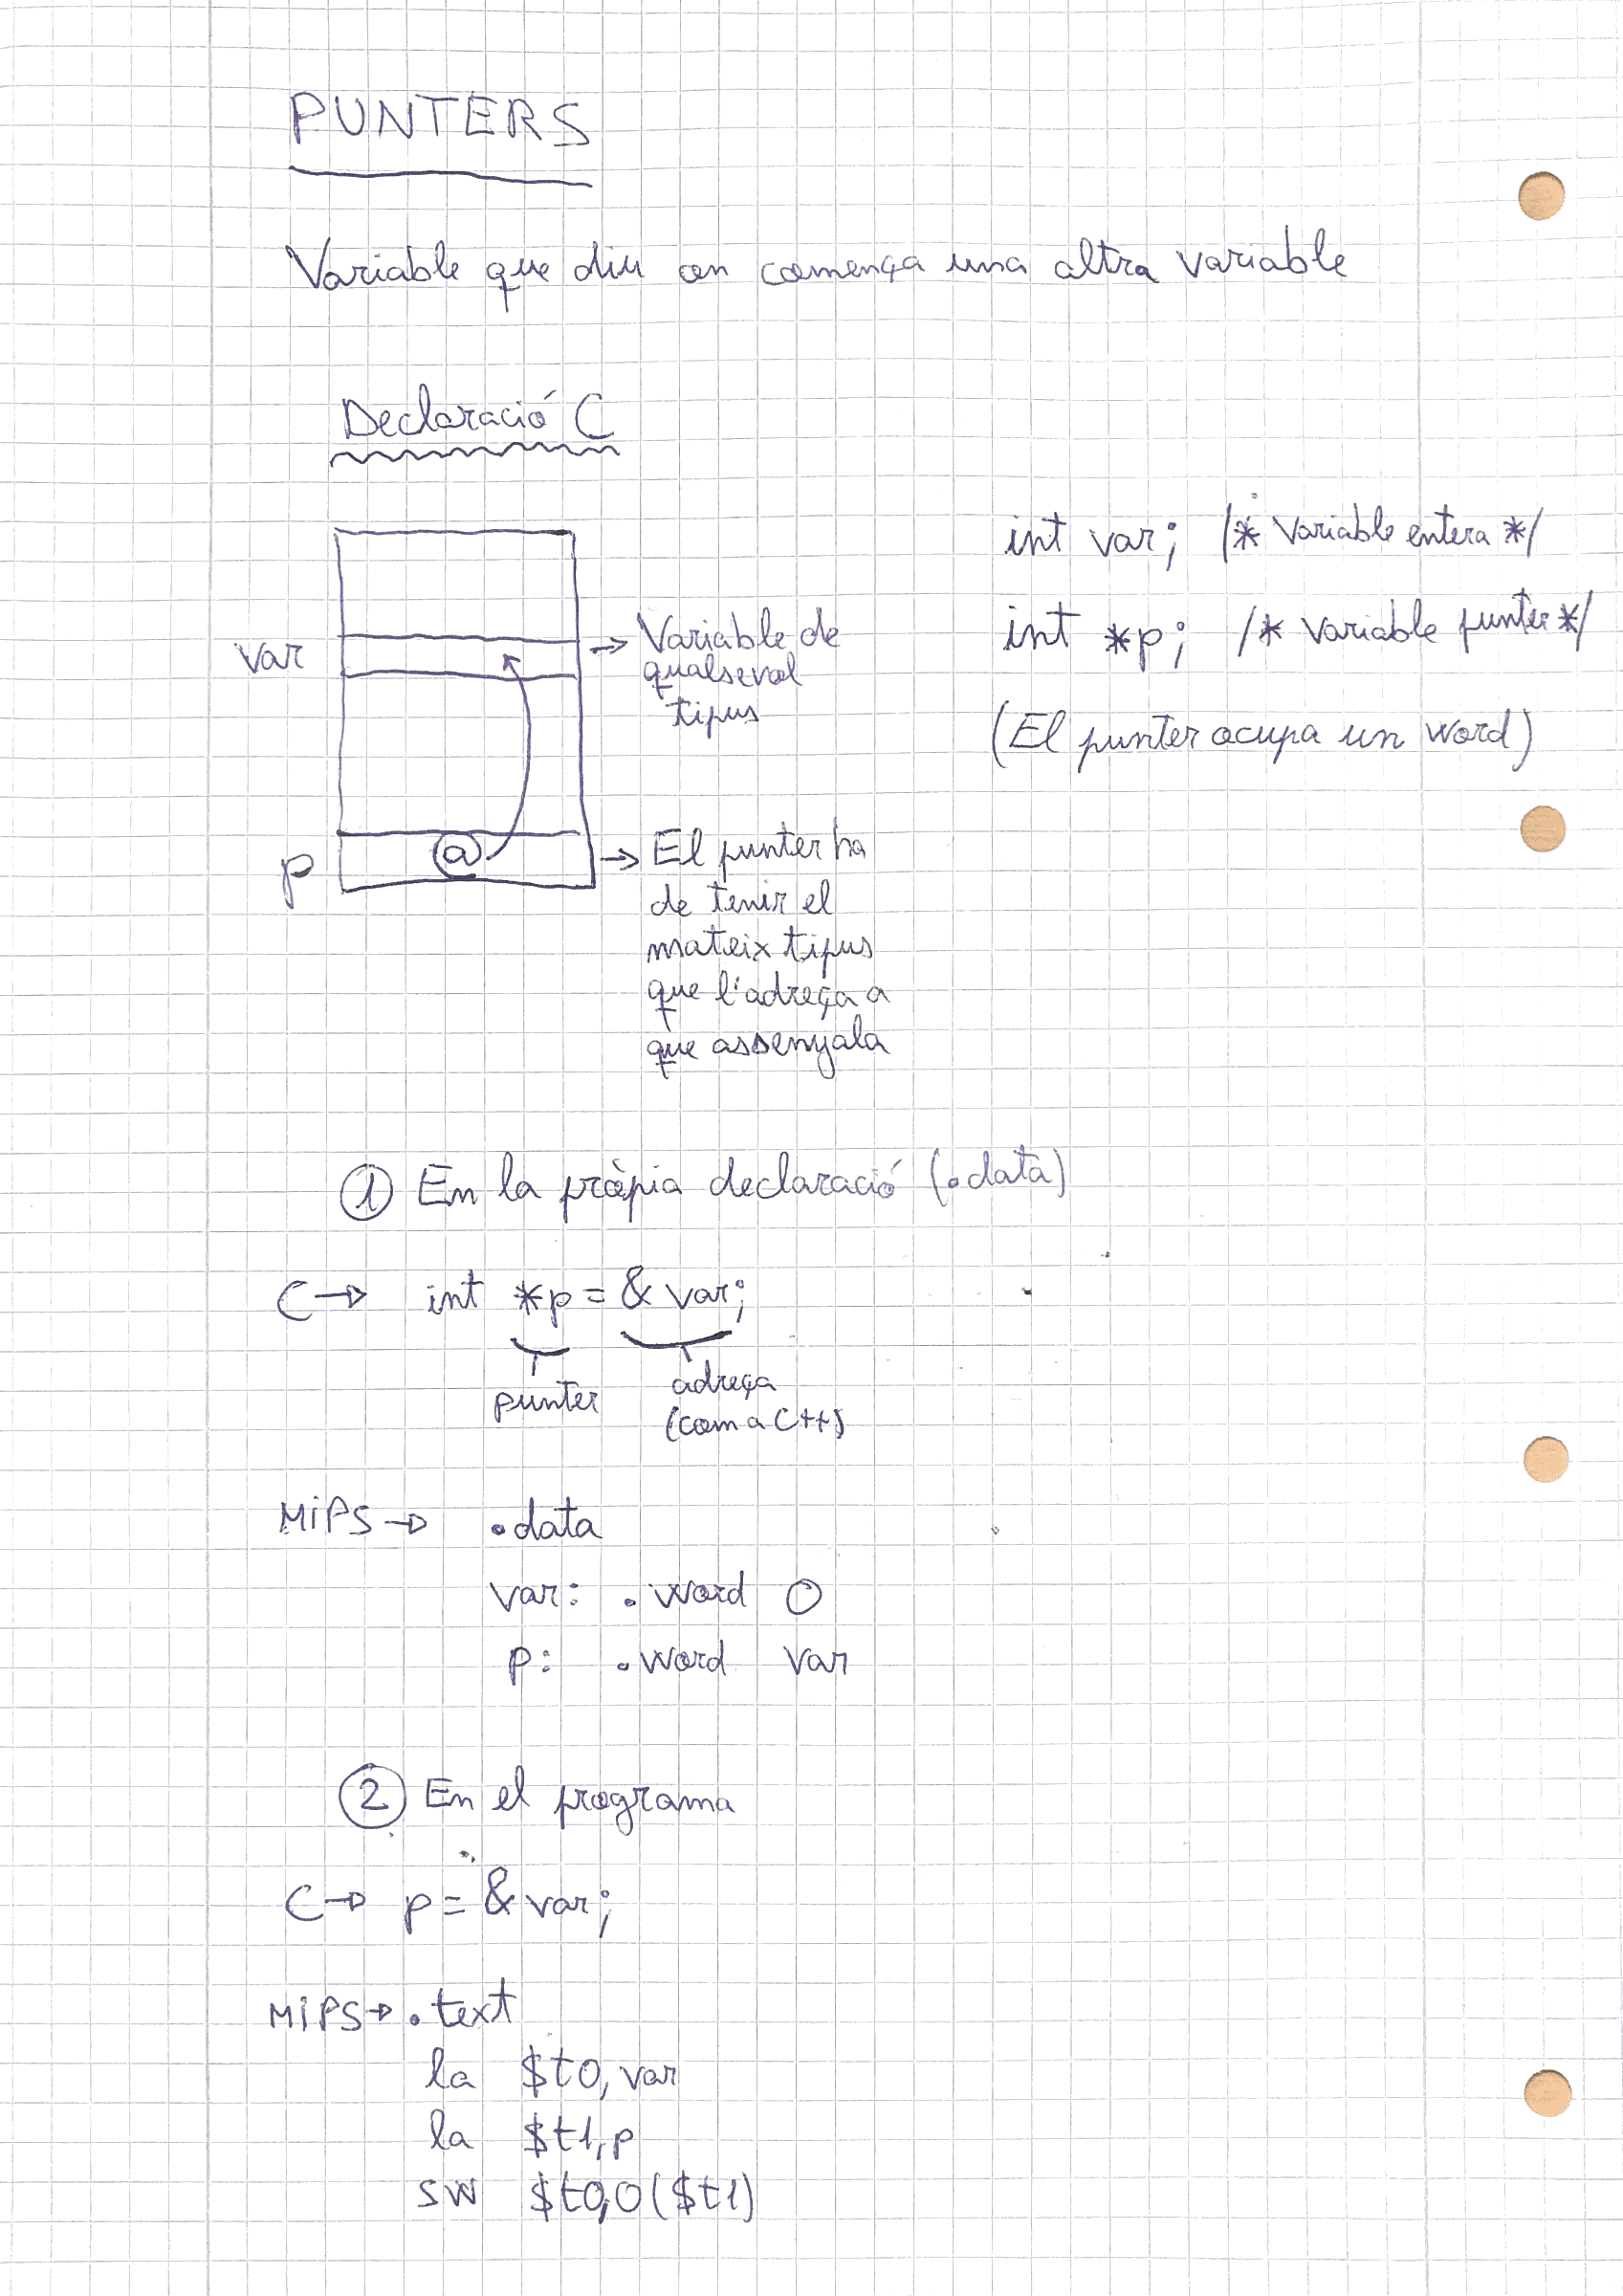 PUNTERS
Variable que diu on comença una altra variable
Declaració C
int var; /* Variable entera */
var
→ Variable de
qualsevol
tipus
int *p; /* Variable punter */
(El punter ocupa un word)
p
@
→ El punter ha
de tenir el
mateix tipus
que l'adreça a
que assenyala
① En la pròpia declaració (.data)
C → int *p = & var;
punter
adreça
(com a C++)
MiPS → .data
var: .word 0
p: .word var
② En el programa
C → p = & var;
MiPS → .text
la $t0, var
la $t1, p
sw $t0, 0($t1)